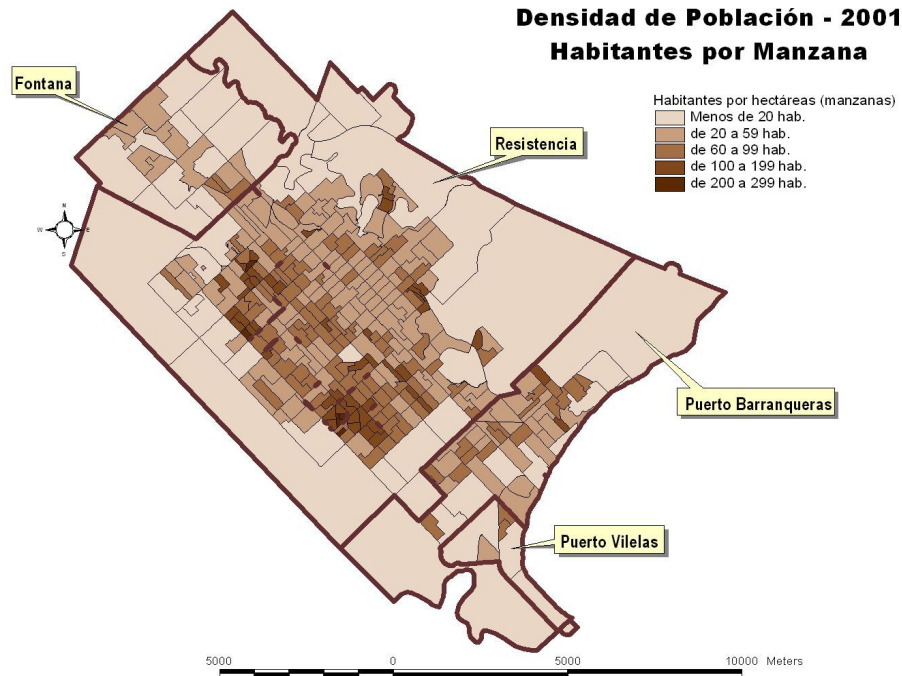 Densidad de Población - 2001
Habitantes por Manzana
Fontana
Habitantes por hectáreas (manzanas)
Menos de 20 hab.
de 20 a 59 hab.
de 60 a 99 hab.
de 100 a 199 hab.
de 200 a 299 hab.
Resistencia
N
W E
S
Puerto Barranqueras
Puerto Vilelas
5000 0 5000 10000 Meters